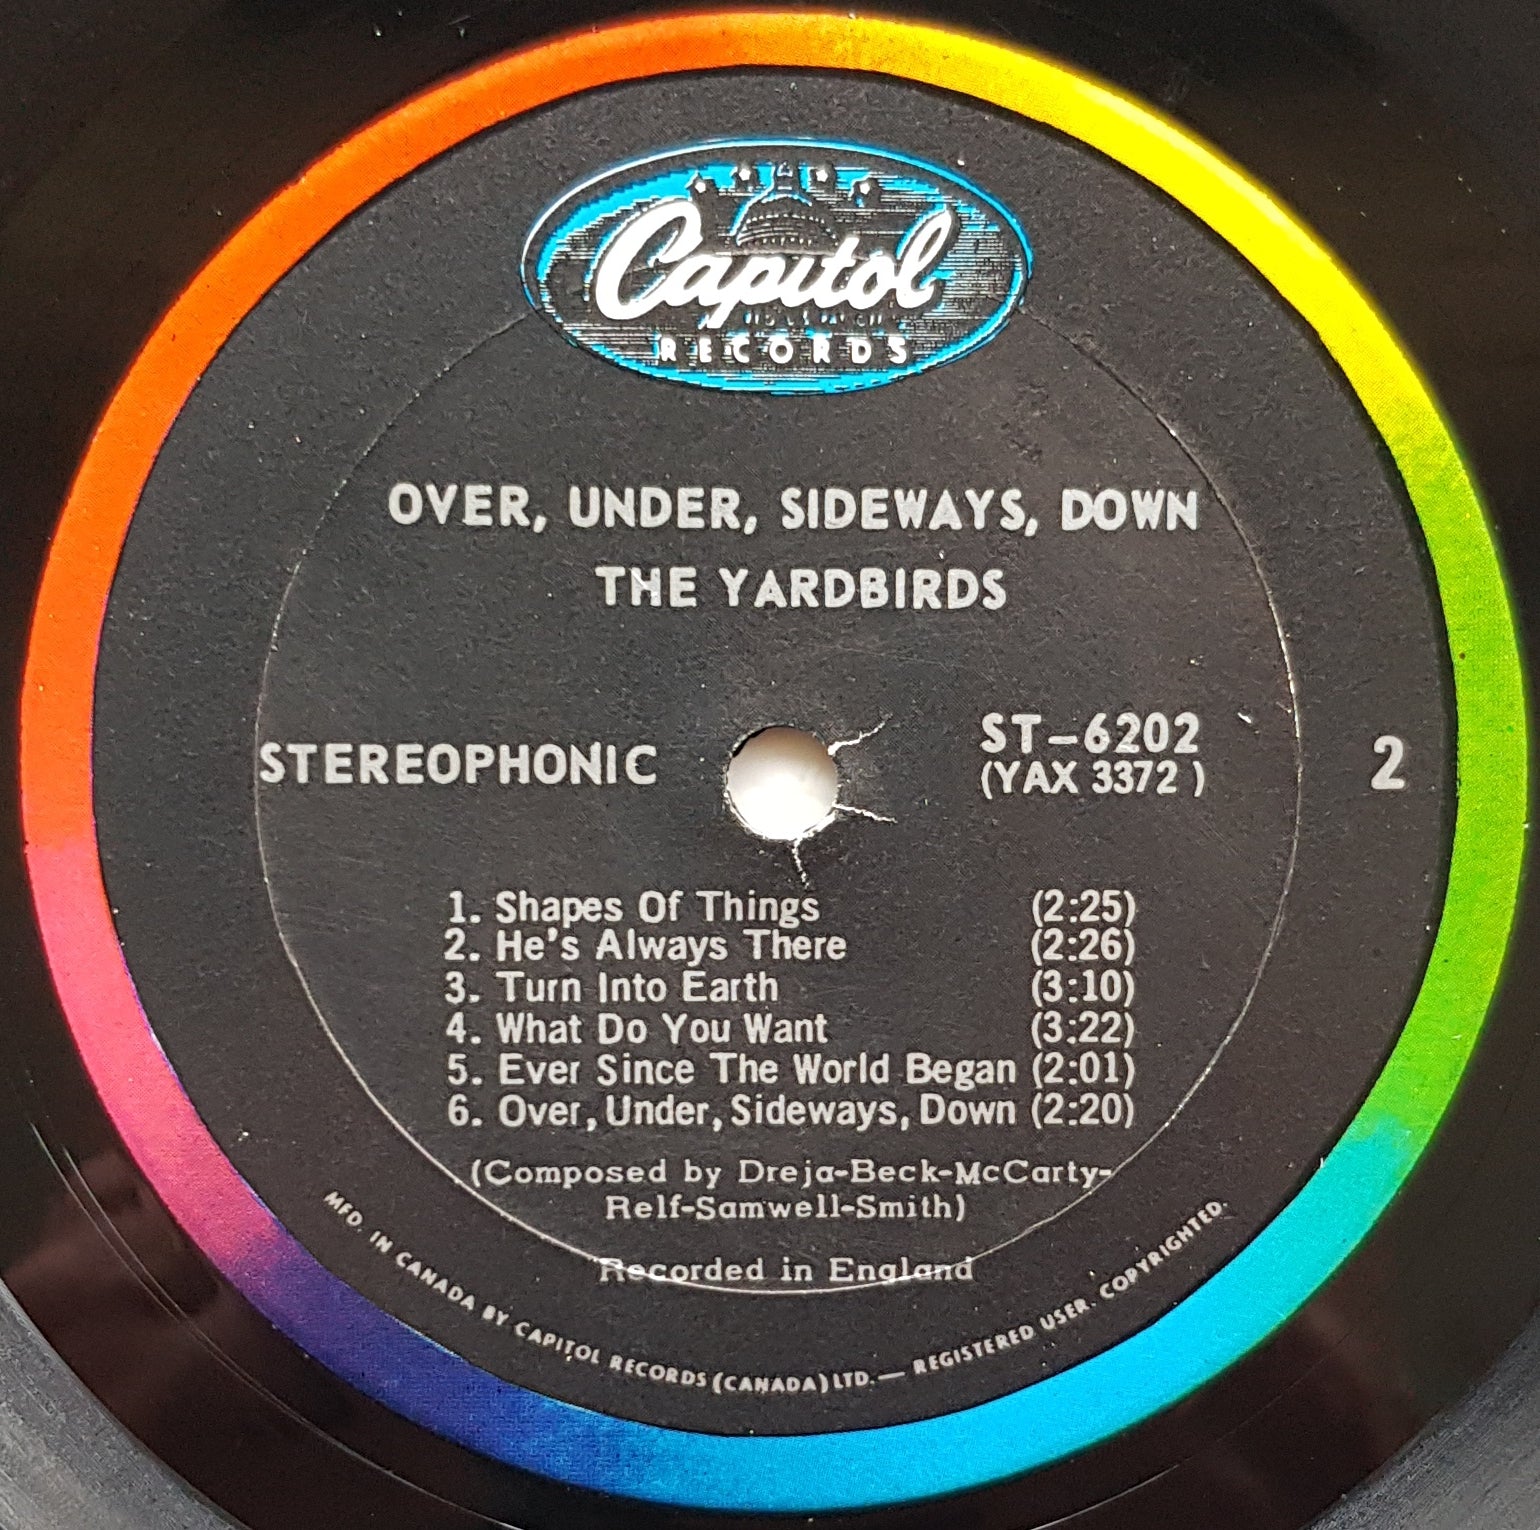 Capitol
RECORDS
OVER, UNDER, SIDEWAYS, DOWN
THE YARDBIRDS
STEREOPHONIC
ST-6202
(YAX 3372 )
2
1. Shapes Of Things (2:25)
2. He's Always There (2:26)
3. Turn Into Earth (3:10)
4. What Do You Want (3:22)
5. Ever Since The World Began (2:01)
6. Over, Under, Sideways, Down (2:20)
(Composed by Dreja-Beck-McCarty-
Relf-Samwell-Smith)
Recorded in England
MFD. IN CANADA BY CAPITOL RECORDS (CANADA) LTD. — REGISTERED USER. COPYRIGHTED.